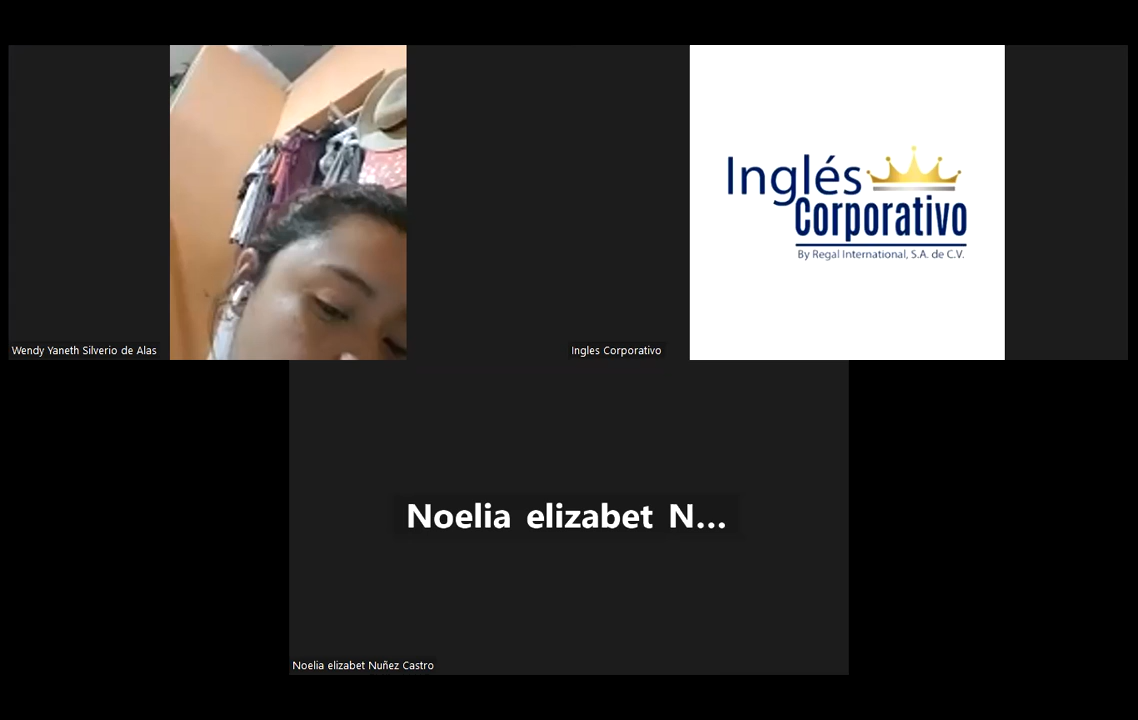 Inglés
Corporativo
By Regal International, S.A. de C.V.
Wendy Yaneth Silverio de Alas
Ingles Corporativo
Noelia elizabet N...
Noelia elizabet Nuñez Castro